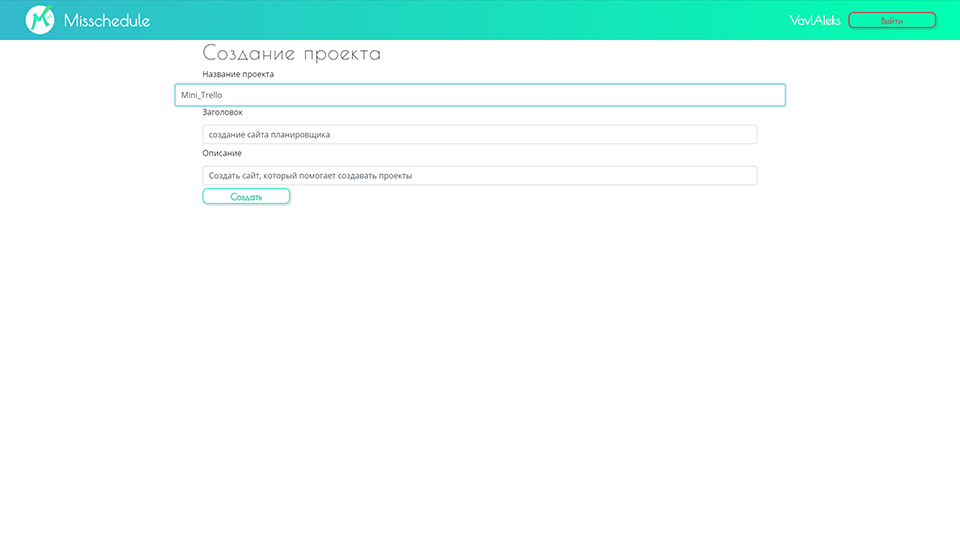 Misschedule
VavlAleks
Выйти
Создание проекта
Название проекта
Mini_Trello
Заголовок
создание сайта планировщика
Описание
Создать сайт, который помогает создавать проекты
Создать